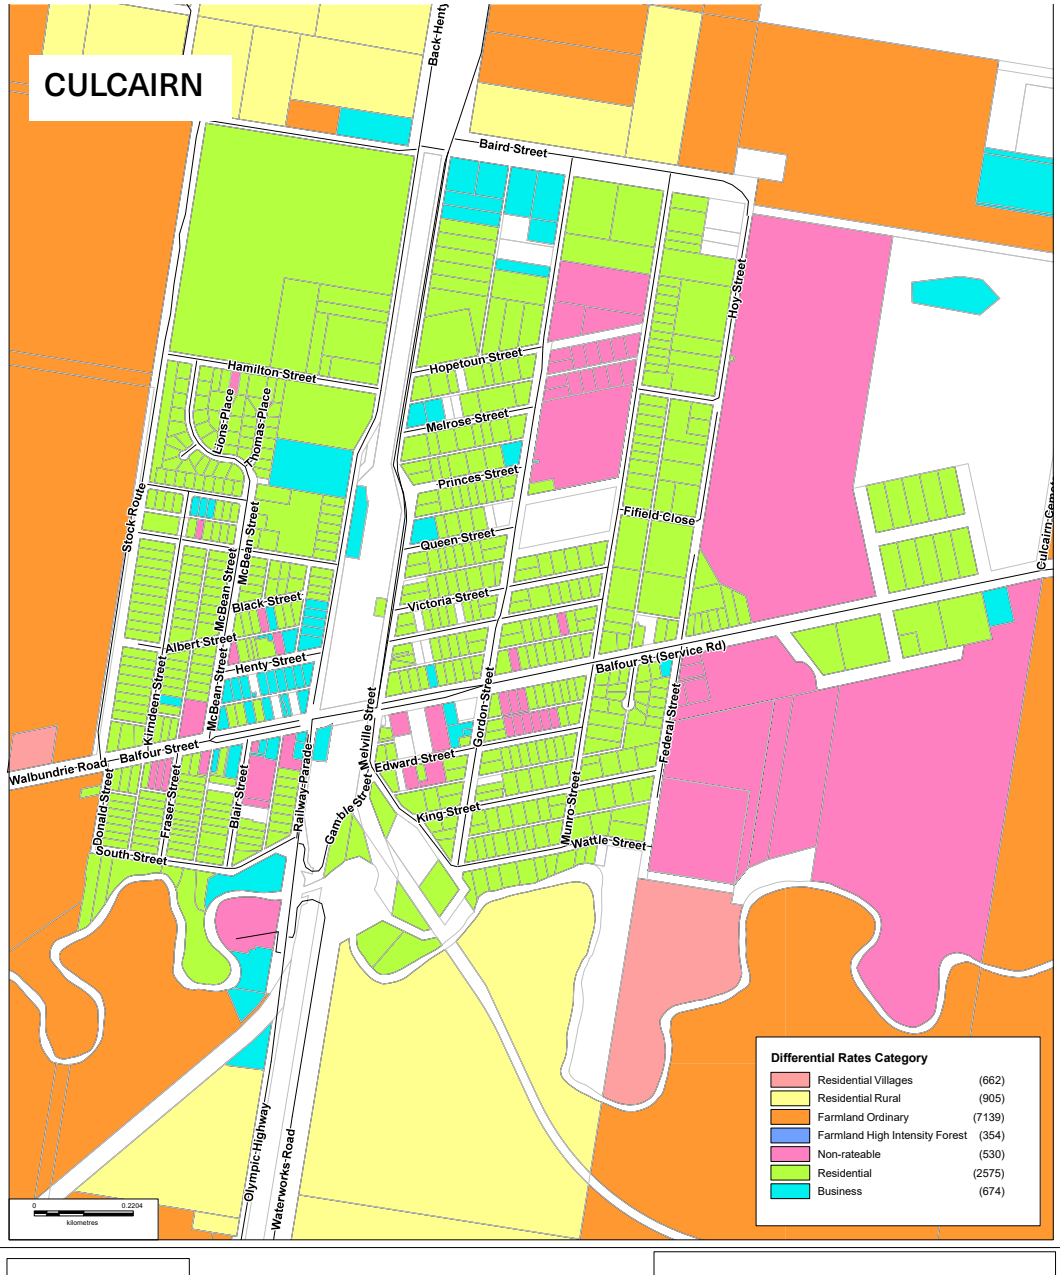 Back Henty
CULCAIRN
Baird Street
Hoy Street
Hopetoun Street
Hamilton Street
Lions Place
Thomas Place
Melrose Street
Princes Street
Stock Route
McBean Street
Fifield Close
Queen Street
Culcairn Cemet
McBean Street
Black Street
Victoria Street
Albert Street
Henty Street
Balfour St (Service Rd)
Kirndeen Street
McBean Street
Gordon Street
Federal Street
Melville Street
Balfour Street
Walbundrie Road
Edward Street
Railway Parade
Donald Street
Fraser Street
Blair Street
Gamble Street
King Street
Munro Street
Wattle Street
South Street
Olympic Highway
Waterworks Road
Differential Rates Category
Residential Villages (662)
Residential Rural (905)
Farmland Ordinary (7139)
Farmland High Intensity Forest (354)
Non-rateable (530)
Residential (2575)
Business (674)
0 0.2204
kilometres